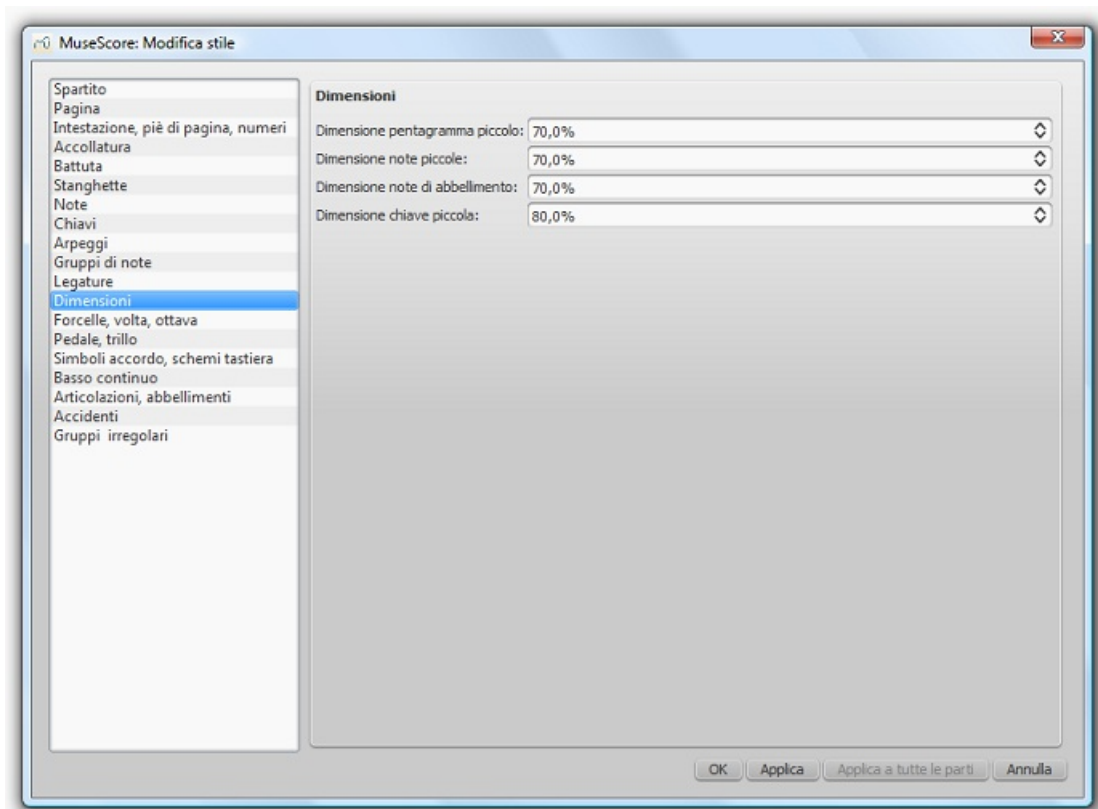 MuseScore: Modifica stile
Spartito
Pagina
Intestazione, piè di pagina, numeri
Accollatura
Battuta
Stanghette
Note
Chiavi
Arpeggi
Gruppi di note
Legature
Dimensioni
Forcelle, volta, ottava
Pedale, trillo
Simboli accordo, schemi tastiera
Basso continuo
Articolazioni, abbellimenti
Accidenti
Gruppi irregolari
Dimensioni
Dimensione pentagramma piccolo: 70,0%
Dimensione note piccole: 70,0%
Dimensione note di abbellimento: 70,0%
Dimensione chiave piccola: 80,0%
OK Applica Applica a tutte le parti Annulla